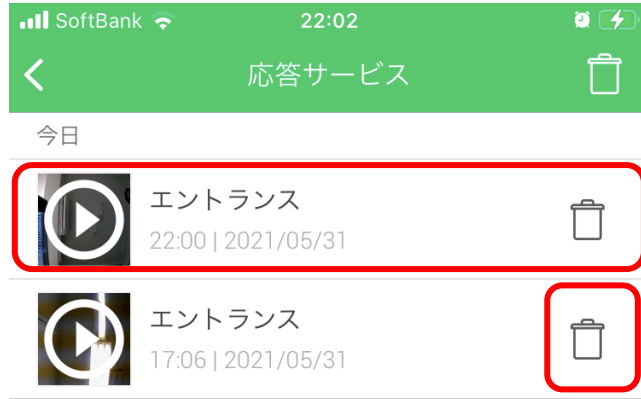 SoftBank 22:02
応答サービス
今日
エントランス
22:00 | 2021/05/31
エントランス
17:06 | 2021/05/31